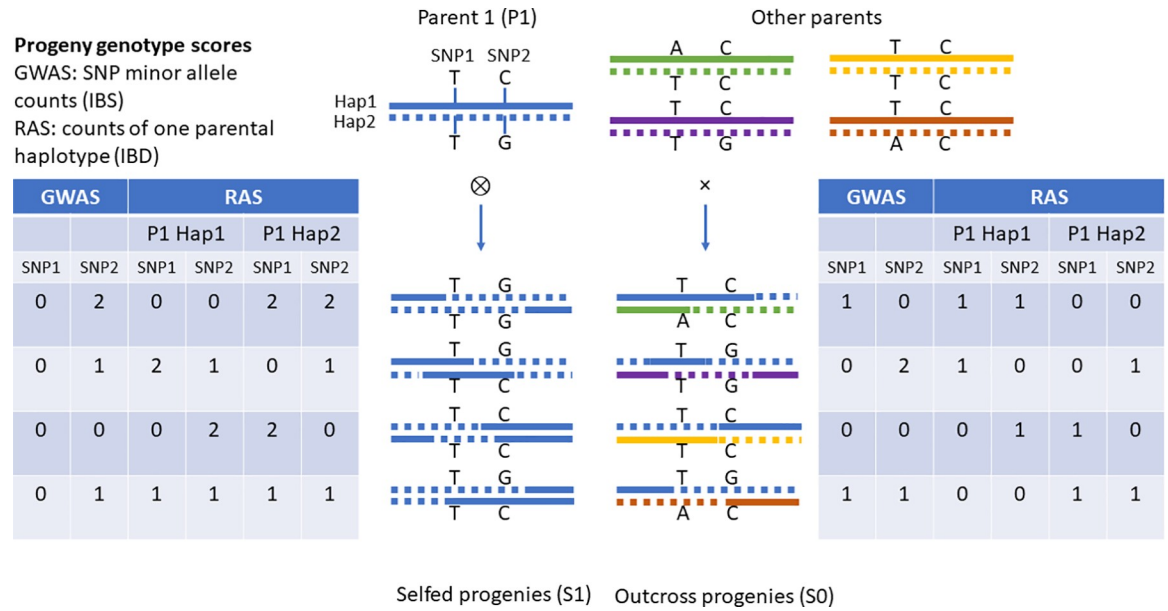 Parent 1 (P1)
Other parents
Progeny genotype scores
GWAS: SNP minor allele
counts (IBS)
RAS: counts of one parental
haplotype (IBD)
SNP1 SNP2
T C
Hap1
Hap2
T G
A C
T C
T C
T G
T C
T C
T C
A C
⊗
×
GWAS RAS
P1 Hap1 P1 Hap2
SNP1 SNP2 SNP1 SNP2 SNP1 SNP2
0 2 0 0 2 2
0 1 2 1 0 1
0 0 0 2 2 0
0 1 1 1 1 1
T G
T G
T G
T C
T C
T C
T G
T C
T C
A C
T G
T G
T C
T C
T G
A C
GWAS RAS
P1 Hap1 P1 Hap2
SNP1 SNP2 SNP1 SNP2 SNP1 SNP2
1 0 1 1 0 0
0 2 1 0 0 1
0 0 0 1 1 0
1 1 0 0 1 1
Selfed progenies (S1)
Outcross progenies (S0)